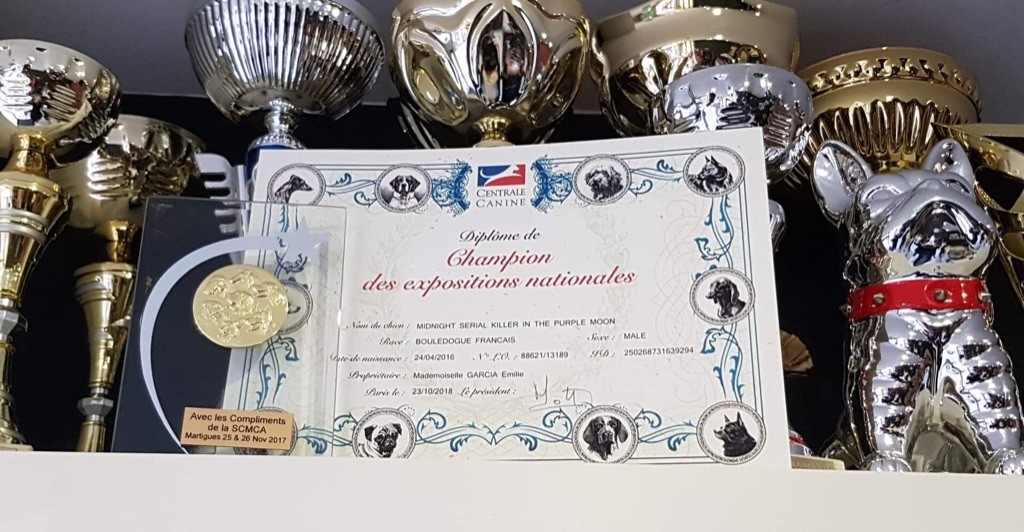 CENTRALE
CANINE
Diplôme de
Champion
des expositions nationales
Nom du chien : MIDNIGHT SERIAL KILLER IN THE PURPLE MOON
Race : BOULEDOGUE FRANCAIS Sexe : MALE
Date de naissance : 24/04/2016 N° L.O. : 88621/13189 ID. : 250268731639294
Propriétaire : Mademoiselle GARCIA Emilie
Paris le : 23/10/2018 Le président :
Avec les Compliments
de la SCMCA
Martigues 25 & 26 Nov 2017